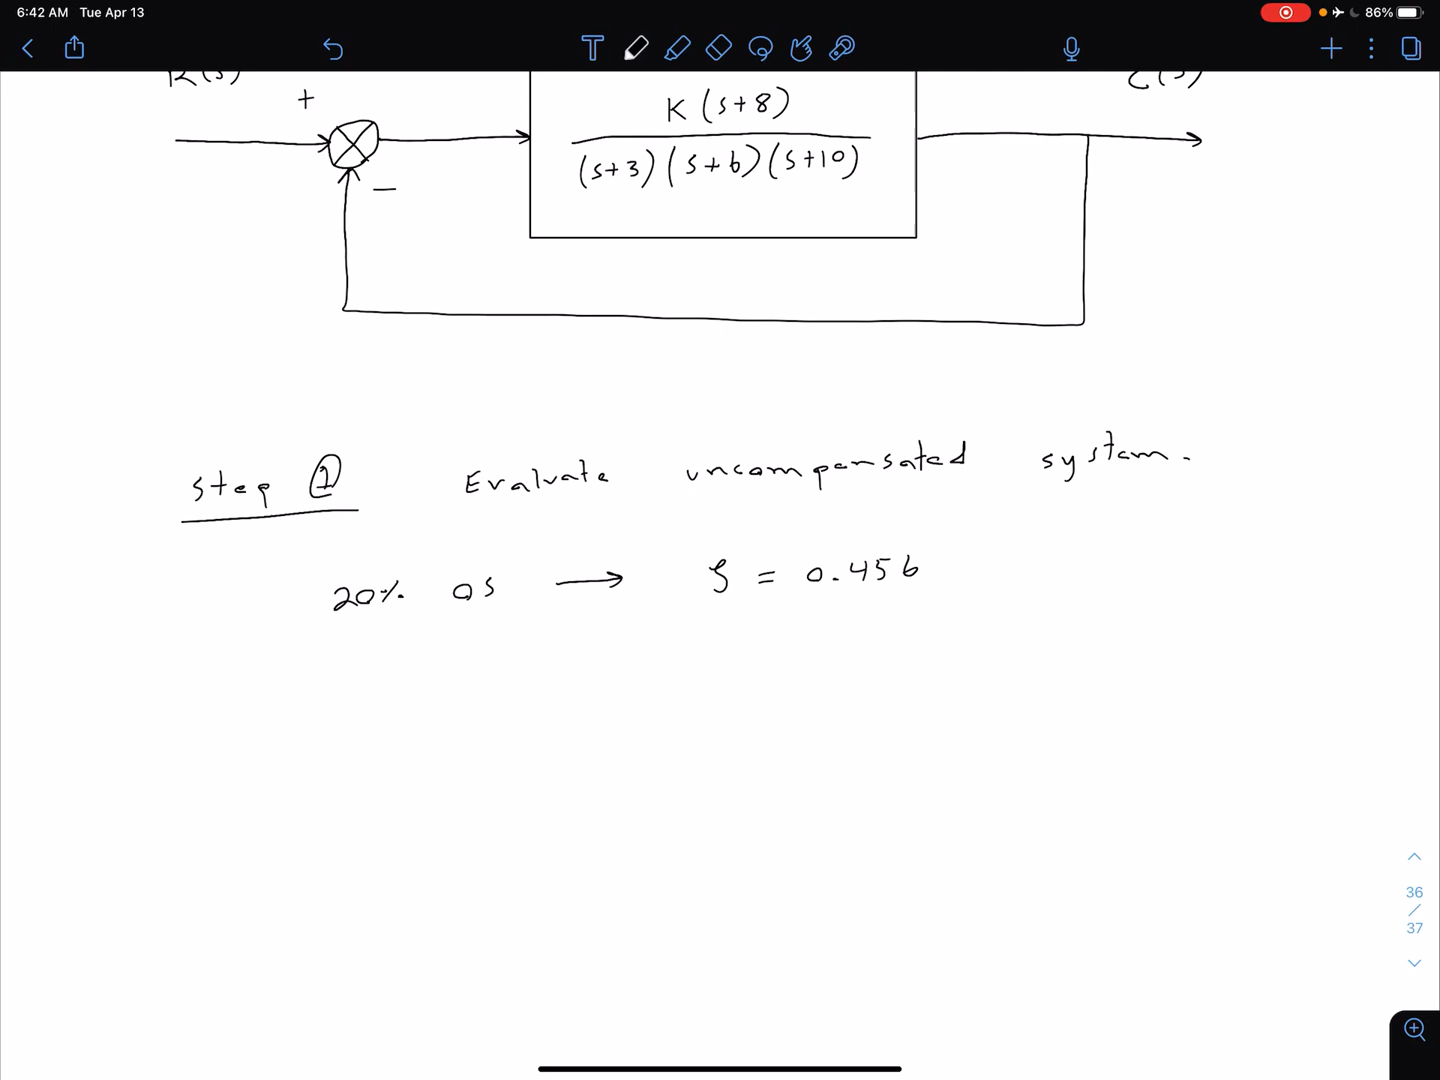 6:42 AM Tue Apr 13
86%
R(s)
C(s)
+
K(s+8)
(s+3)(s+6)(s+10)
−
step ① Evaluate uncompensated system.
20% os → ζ = 0.456
36
/
37